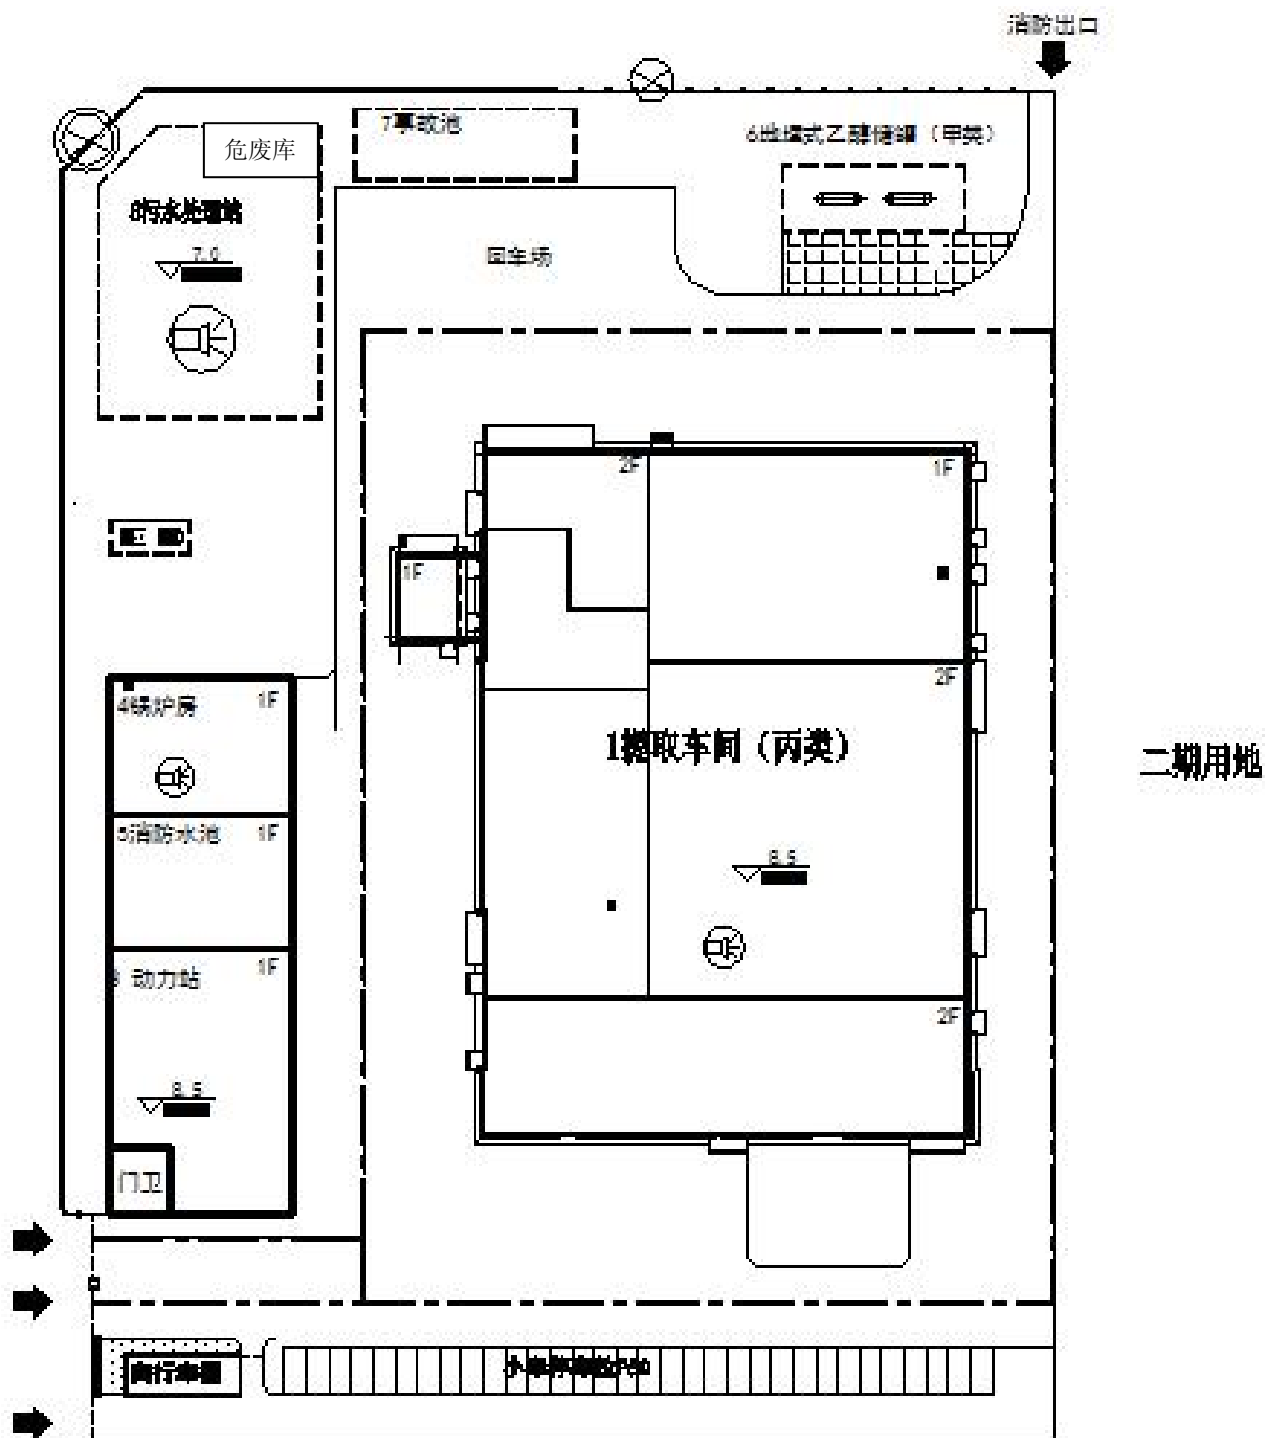 消防出口
7事故池
6地埋式乙醇储罐（甲类）
危废库
8污水处理站
7.0
回车场
2F
1F
1F
4锅炉房
1F
2F
1提取车间（丙类）
二期用地
5消防水池
1F
8.5
动力站
1F
2F
8.5
门卫